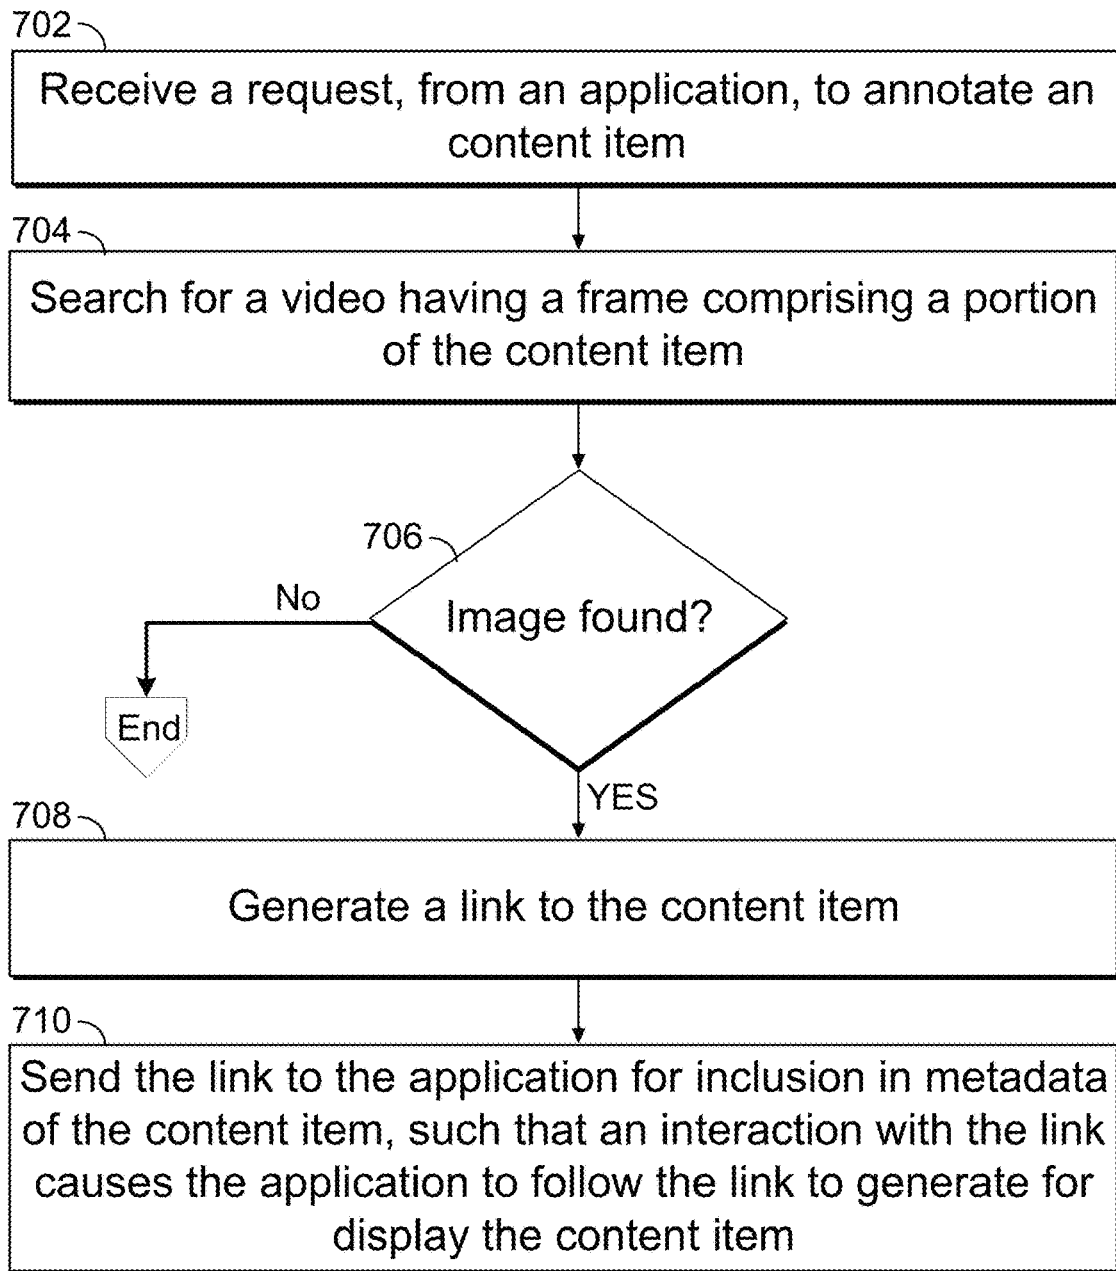 702
Receive a request, from an application, to annotate an
content item
704
Search for a video having a frame comprising a portion
of the content item
706
Image found?
No
End
YES
708
Generate a link to the content item
710
Send the link to the application for inclusion in metadata
of the content item, such that an interaction with the link
causes the application to follow the link to generate for
display the content item